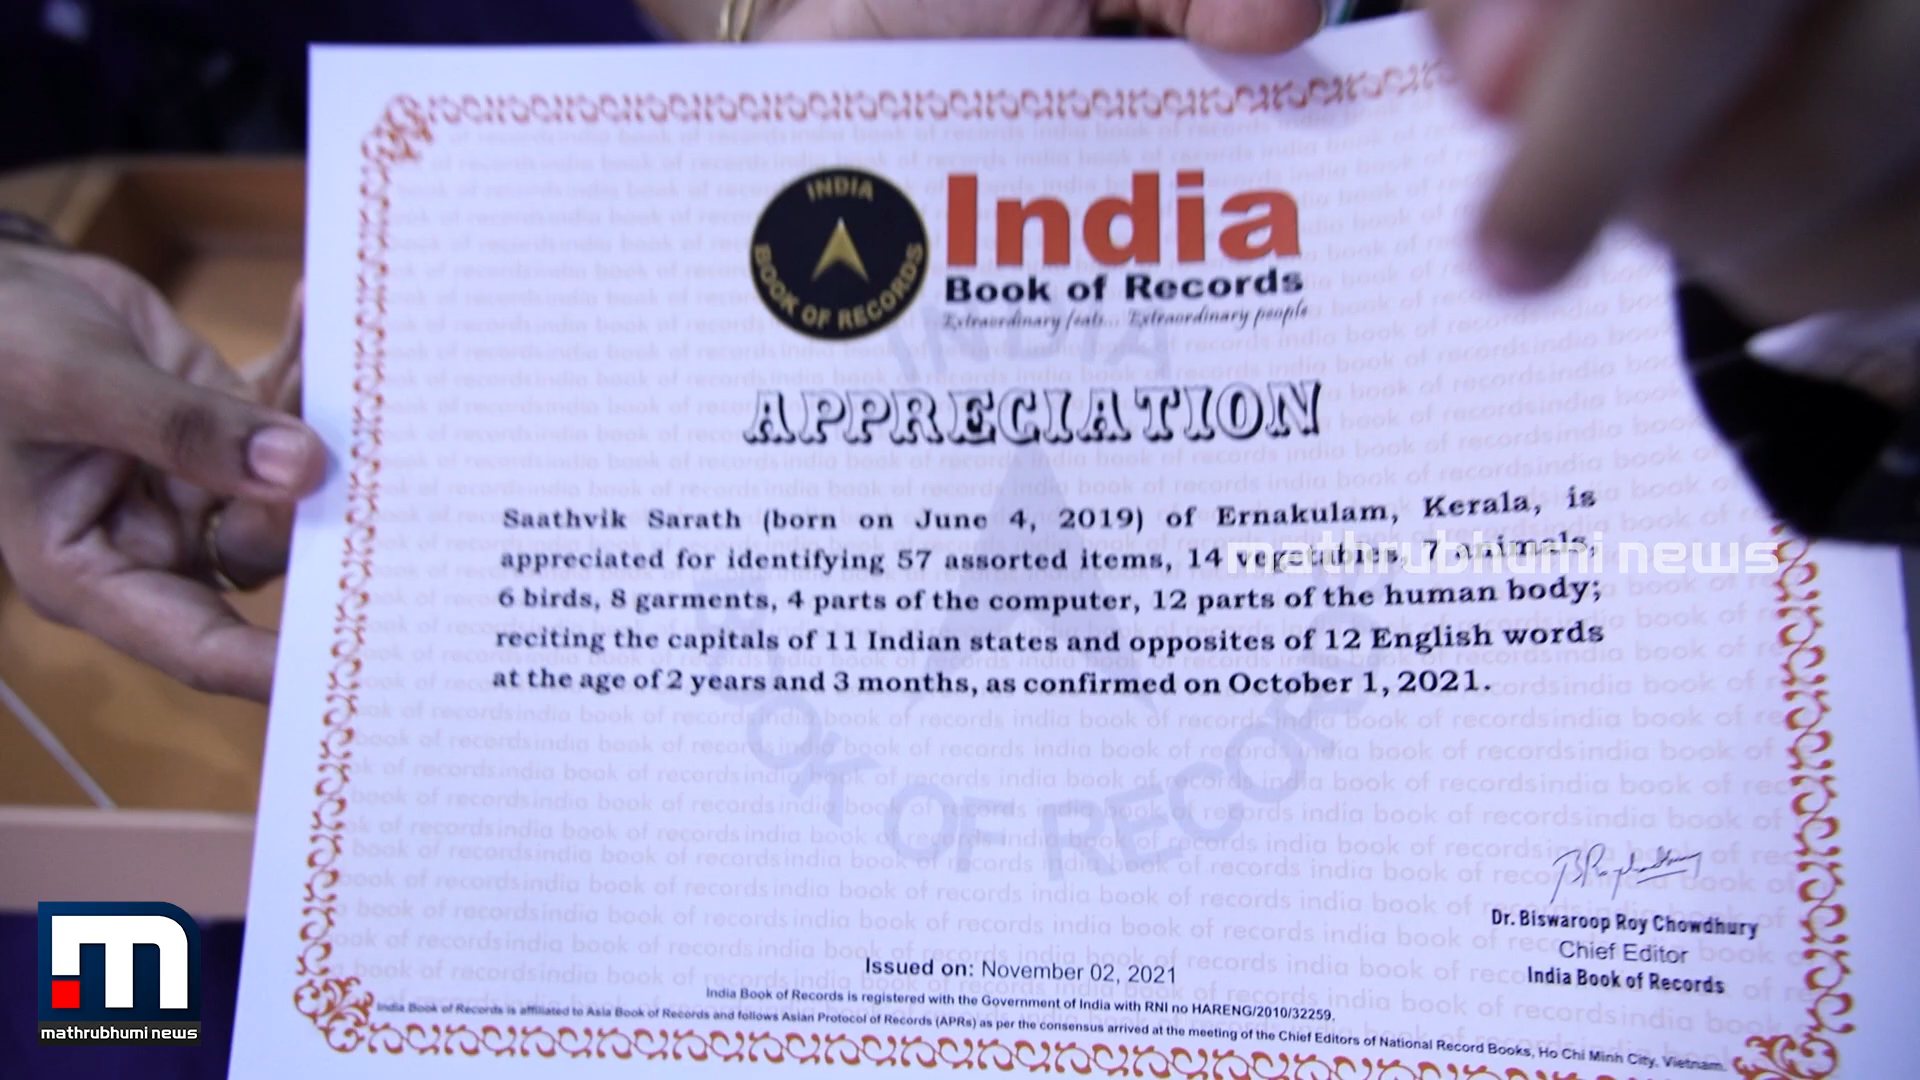 INDIA
BOOK OF RECORDS
India
Book of Records
Extraordinary feats... Extraordinary people
APPRECIATION
Saathvik Sarath (born on June 4, 2019) of Ernakulam, Kerala, is
appreciated for identifying 57 assorted items, 14 vegetables, 7 animals,
mathrubhumi news
6 birds, 8 garments, 4 parts of the computer, 12 parts of the human body;
reciting the capitals of 11 Indian states and opposites of 12 English words
at the age of 2 years and 3 months, as confirmed on October 1, 2021.
Dr. Biswaroop Roy Chowdhury
Chief Editor
India Book of Records
Issued on: November 02, 2021
India Book of Records is registered with the Government of India with RNI no HARENG/2010/32259.
India Book of Records is affiliated to Asia Book of Records and follows Asian Protocol of Records (APRs) as per the consensus arrived at the meeting of the Chief Editors of National Record Books, Ho Chi Minh City, Vietnam.
mathrubhumi news